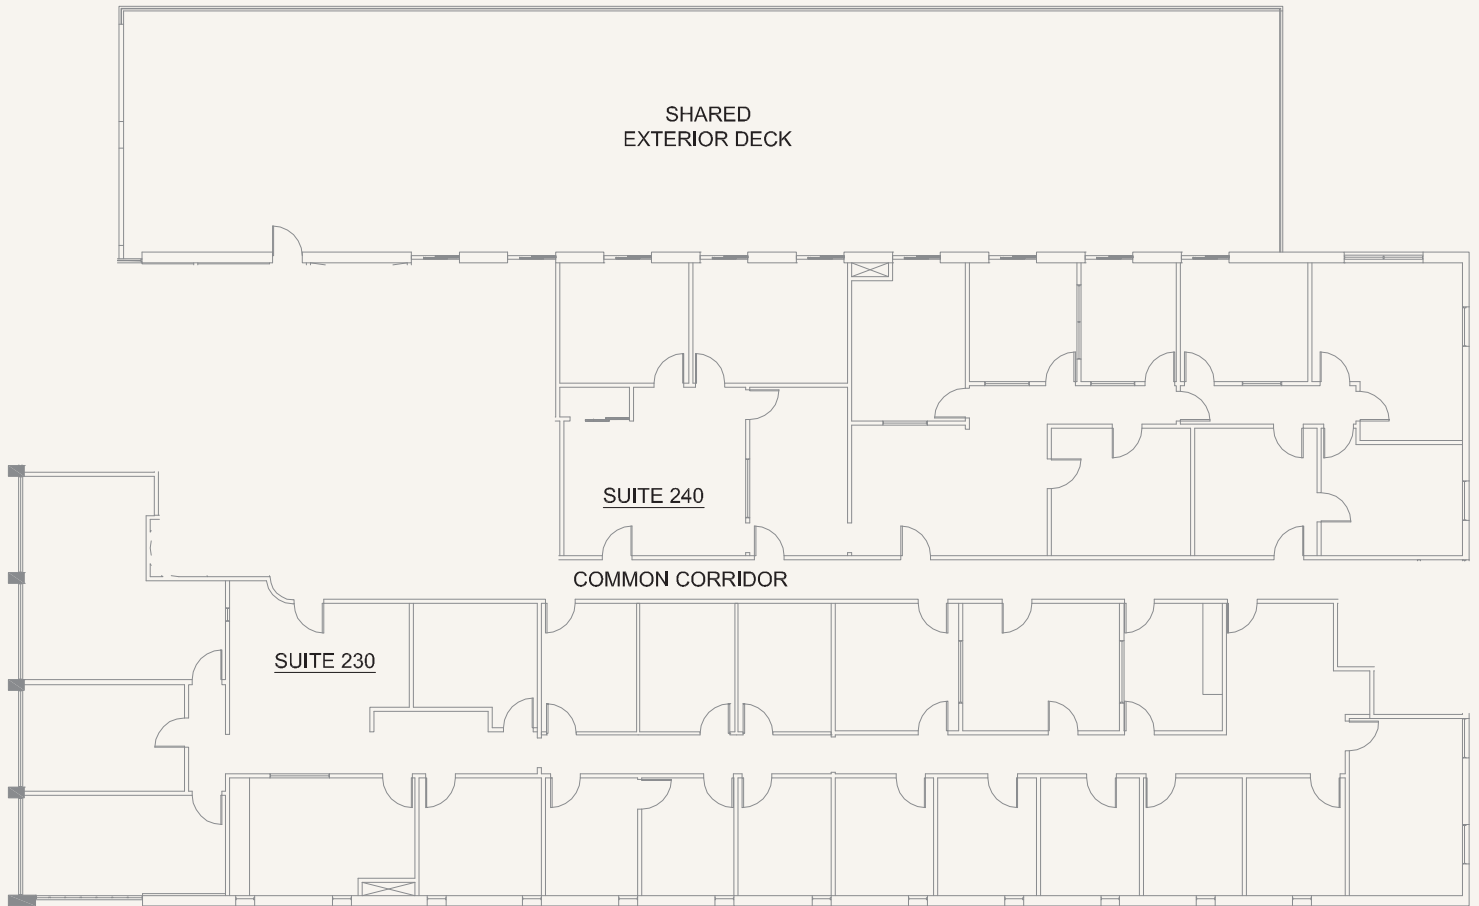 SHARED
EXTERIOR DECK
SUITE 240
COMMON CORRIDOR
SUITE 230